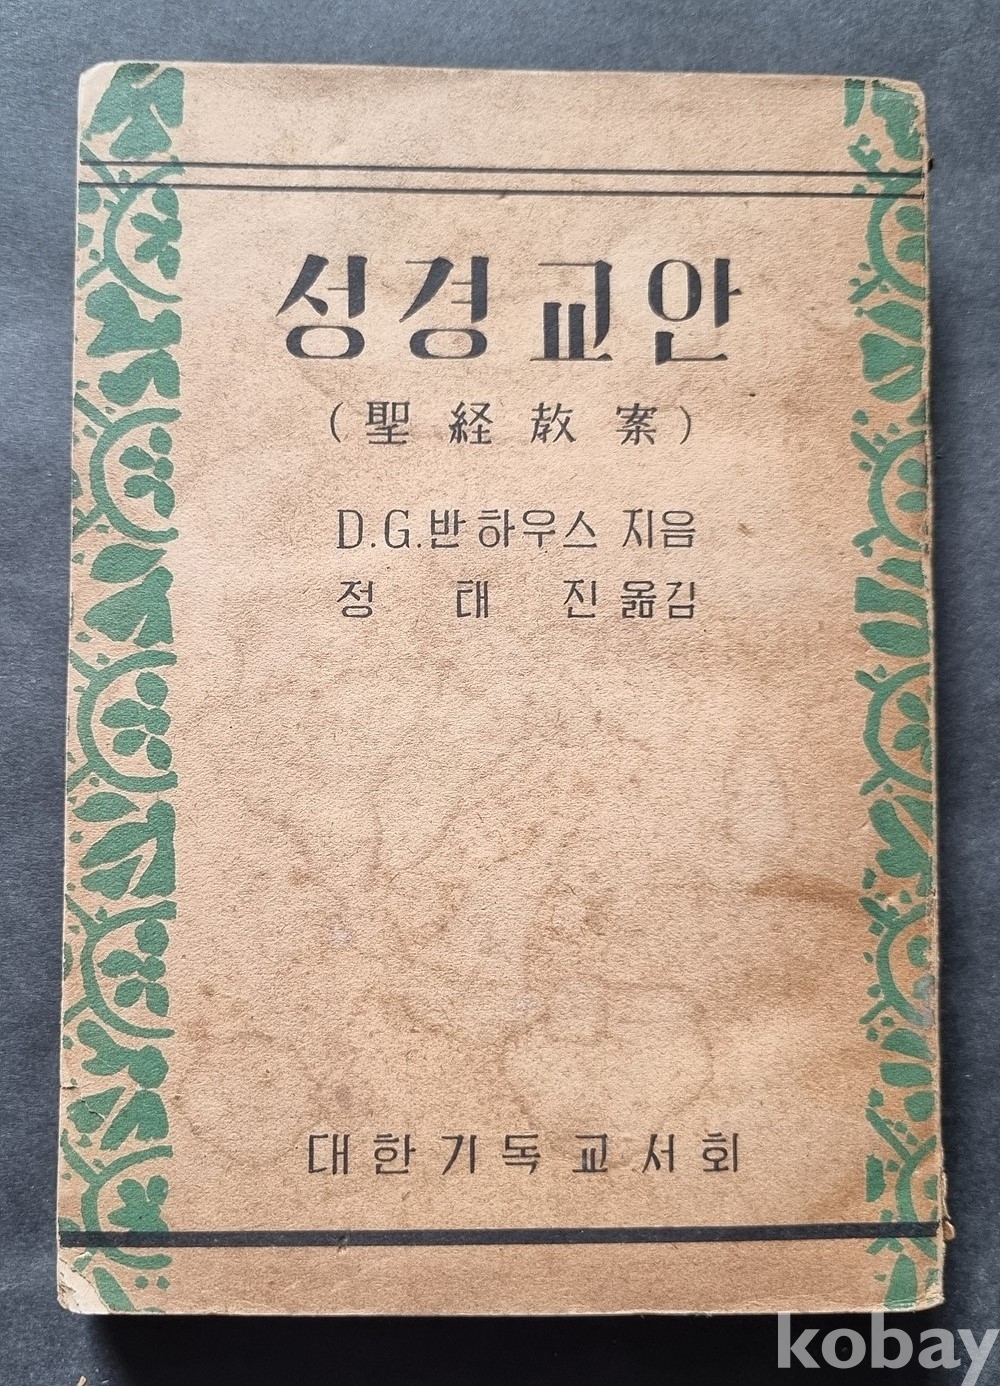 성경교안
(聖経教案)
D.G.반하우스 지음
정 태 진 옮김
대한기독교서회
kobay